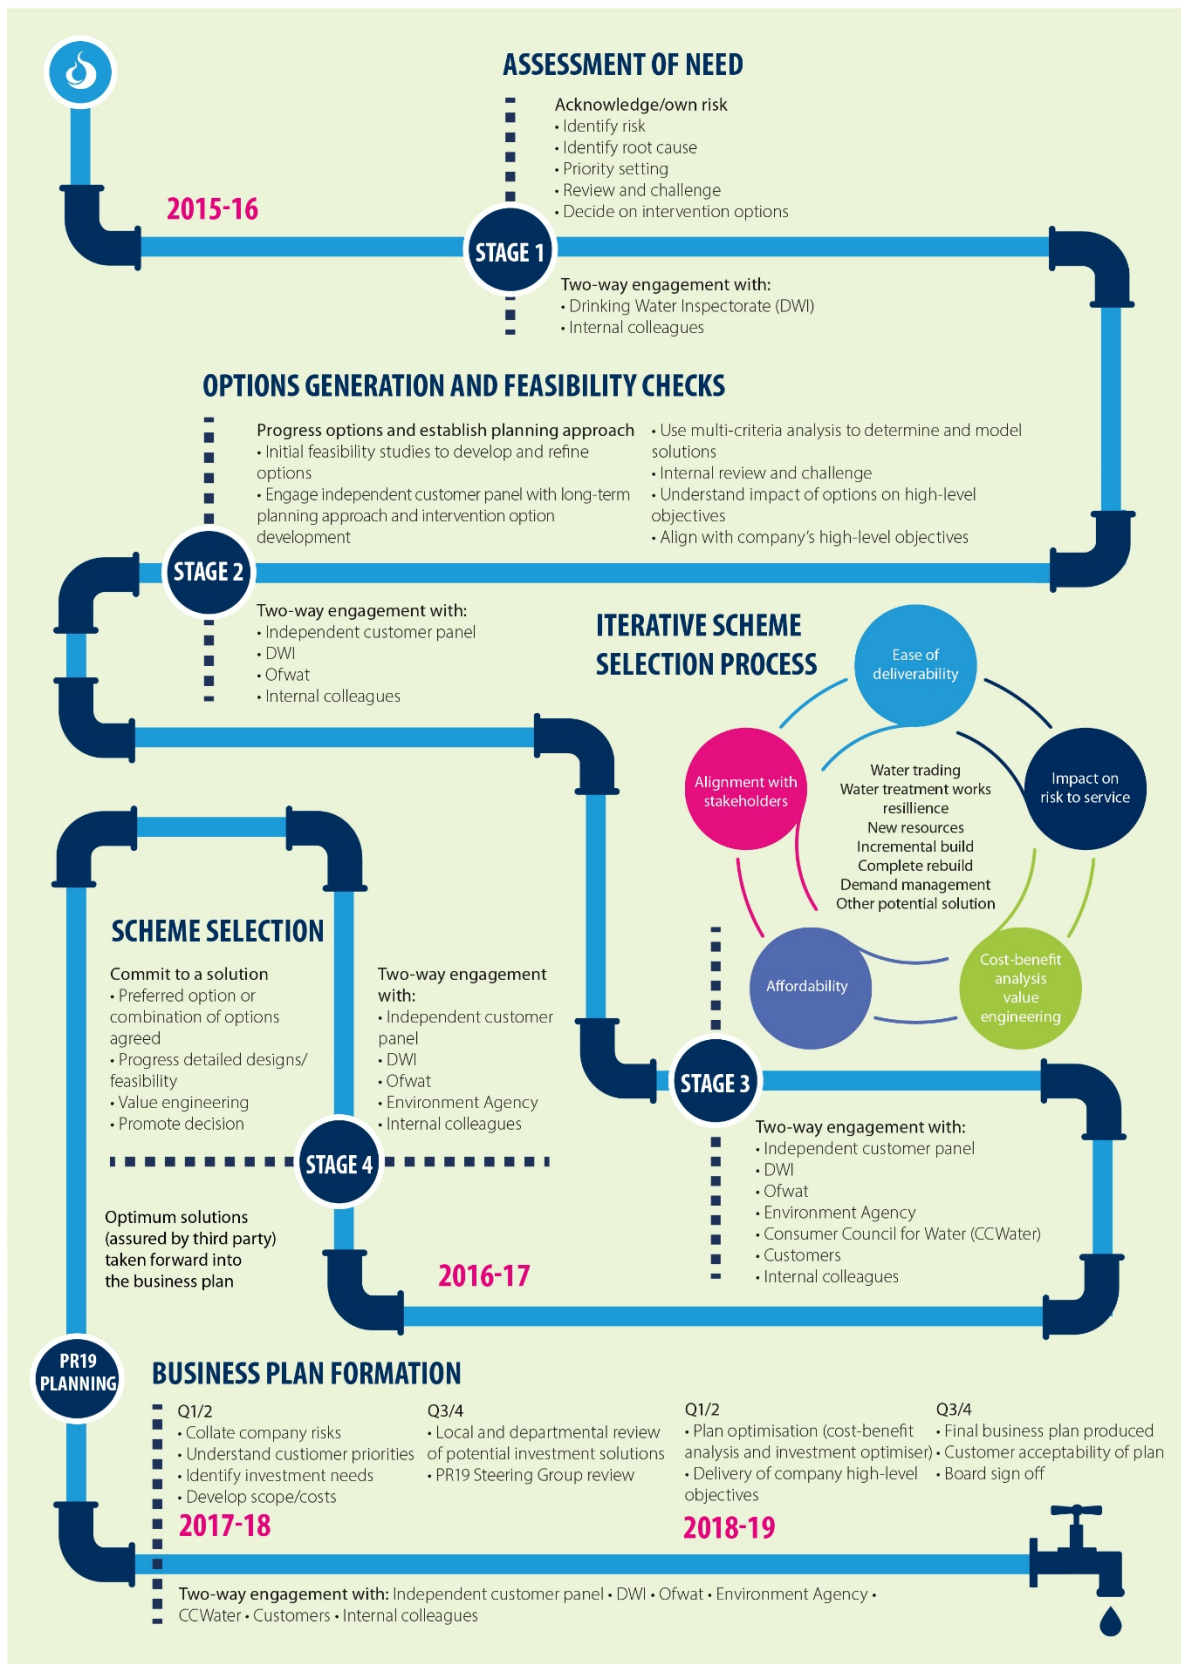 ASSESSMENT OF NEED
Acknowledge/own risk
• Identify risk
• Identify root cause
• Priority setting
• Review and challenge
• Decide on intervention options
2015-16
STAGE 1
Two-way engagement with:
• Drinking Water Inspectorate (DWI)
• Internal colleagues
OPTIONS GENERATION AND FEASIBILITY CHECKS
Progress options and establish planning approach
• Initial feasibility studies to develop and refine
options
• Engage independent customer panel with long-term
planning approach and intervention option
development
• Use multi-criteria analysis to determine and model
solutions
• Internal review and challenge
• Understand impact of options on high-level
objectives
• Align with company's high-level objectives
STAGE 2
Two-way engagement with:
• Independent customer panel
• DWI
• Ofwat
• Internal colleagues
ITERATIVE SCHEME
SELECTION PROCESS
Ease of
deliverability
Alignment with
stakeholders
Impact on
risk to service
Water trading
Water treatment works
resillience
New resources
Incremental build
Complete rebuild
Demand management
Other potential solution
Affordability
Cost-benefit
analysis
value
engineering
STAGE 3
Two-way engagement with:
• Independent customer panel
• DWI
• Ofwat
• Environment Agency
• Consumer Council for Water (CCWater)
• Customers
• Internal colleagues
SCHEME SELECTION
Commit to a solution
• Preferred option or
combination of options
agreed
• Progress detailed designs/
feasibility
• Value engineering
• Promote decision
Two-way engagement
with:
• Independent customer
panel
• DWI
• Ofwat
• Environment Agency
• Internal colleagues
STAGE 4
Optimum solutions
(assured by third party)
taken forward into
the business plan
2016-17
PR19
PLANNING
BUSINESS PLAN FORMATION
Q1/2
• Collate company risks
• Understand custiomer priorities
• Identify investment needs
• Develop scope/costs
2017-18
Q3/4
• Local and departmental review
of potential investment solutions
• PR19 Steering Group review
Q1/2
• Plan optimisation (cost-benefit
analysis and investment optimiser)
• Delivery of company high-level
objectives
2018-19
Q3/4
• Final business plan produced
• Customer acceptability of plan
• Board sign off
Two-way engagement with: Independent customer panel • DWI • Ofwat • Environment Agency •
CCWater • Customers • Internal colleagues